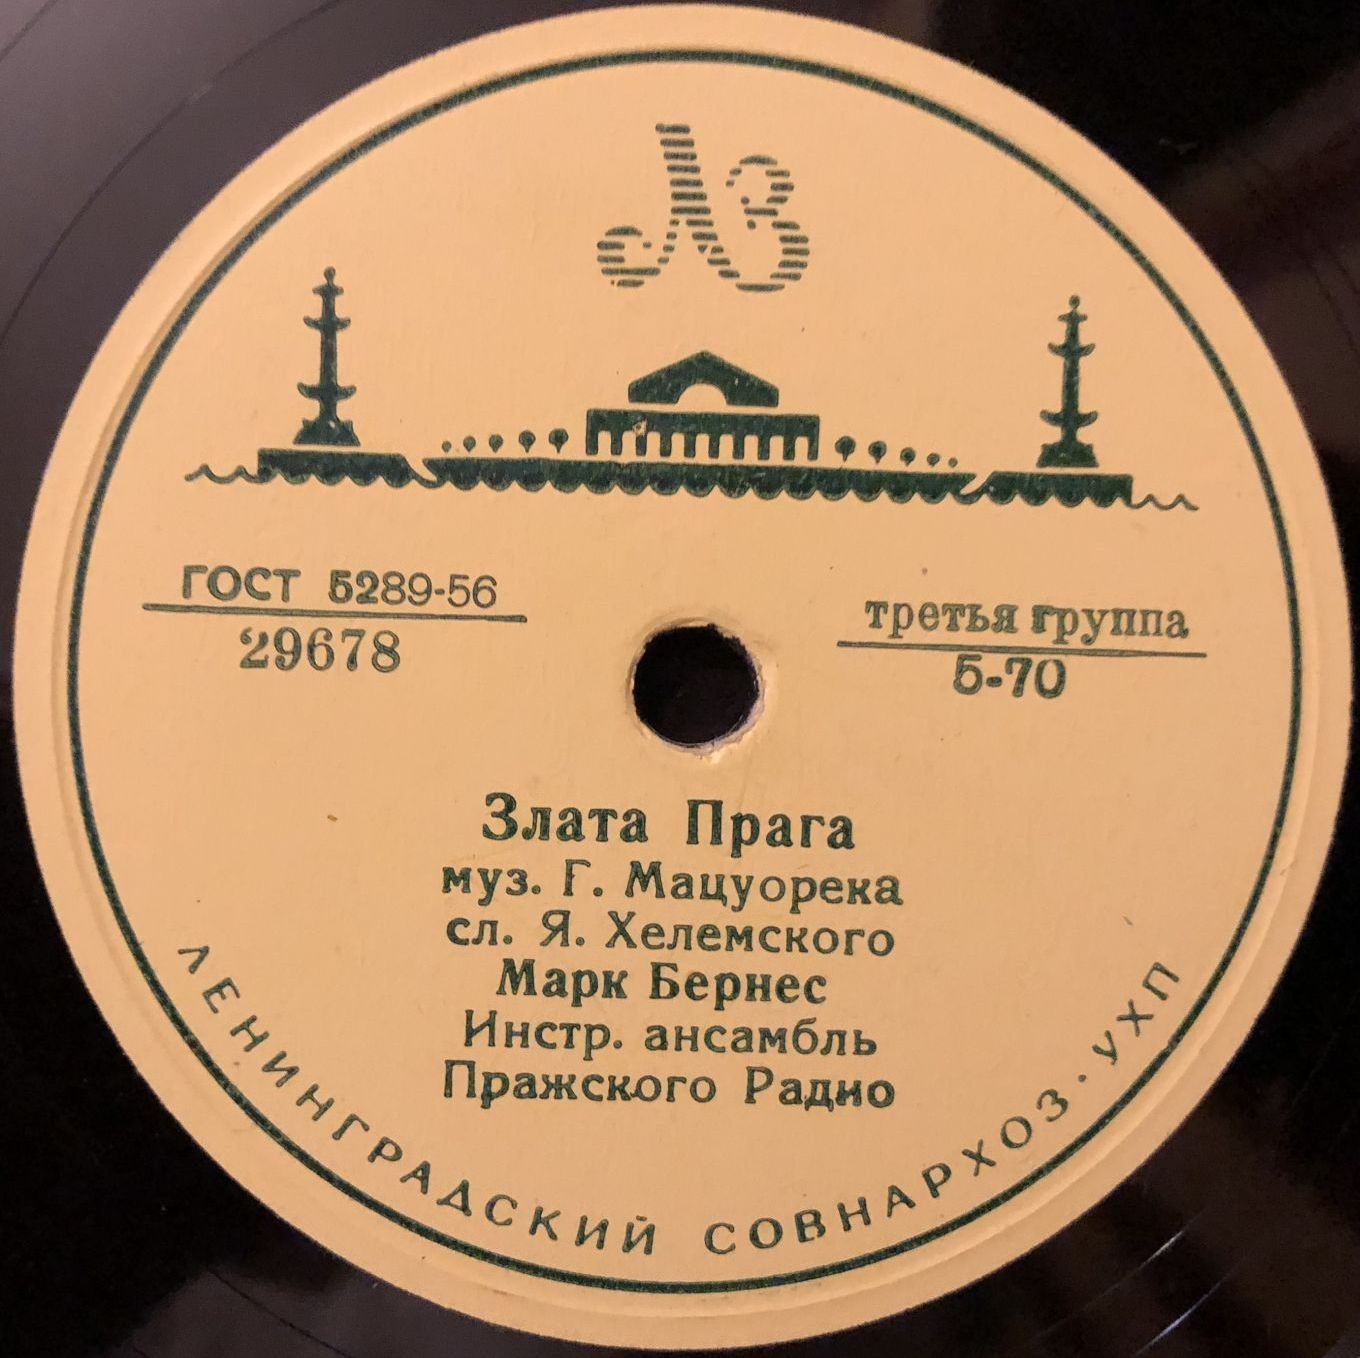 ЛЗ
ГОСТ 5289-56
29678
третья группа
5-70
Злата Прага
муз. Г. Мацуорека
сл. Я. Хелемского
Марк Бернес
Инстр. ансамбль
Пражского Радио
ЛЕНИНГРАДСКИЙ СОВНАРХОЗ · УХП